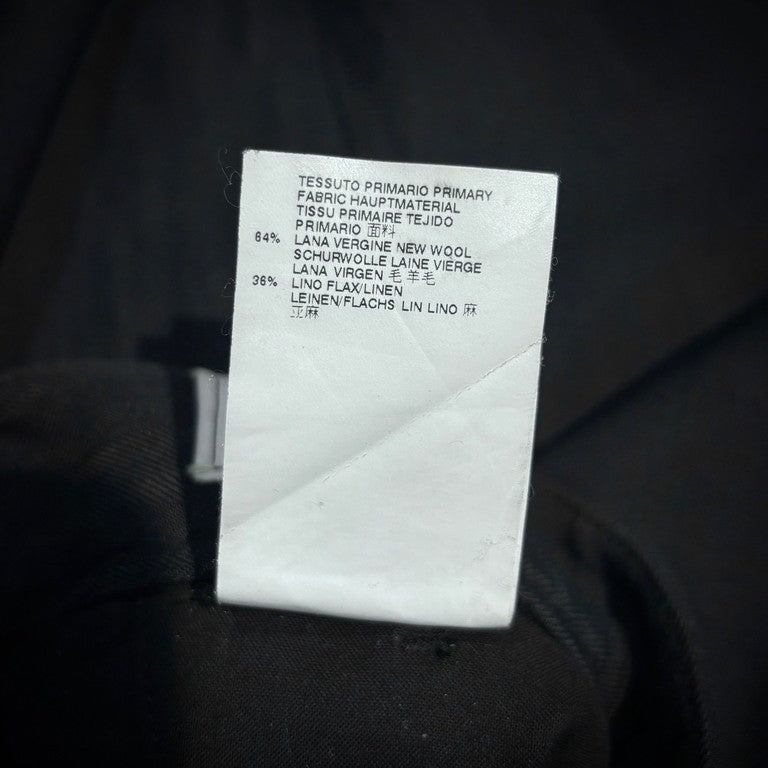 TESSUTO PRIMARIO PRIMARY
FABRIC HAUPTMATERIAL
TISSU PRIMAIRE TEJIDO
PRIMARIO 面料
64% LANA VERGINE NEW WOOL
SCHURWOLLE LAINE VIERGE
LANA VIRGEN 毛 羊毛
36% LINO FLAX/LINEN
LEINEN/FLACHS LIN LINO 麻
亚麻